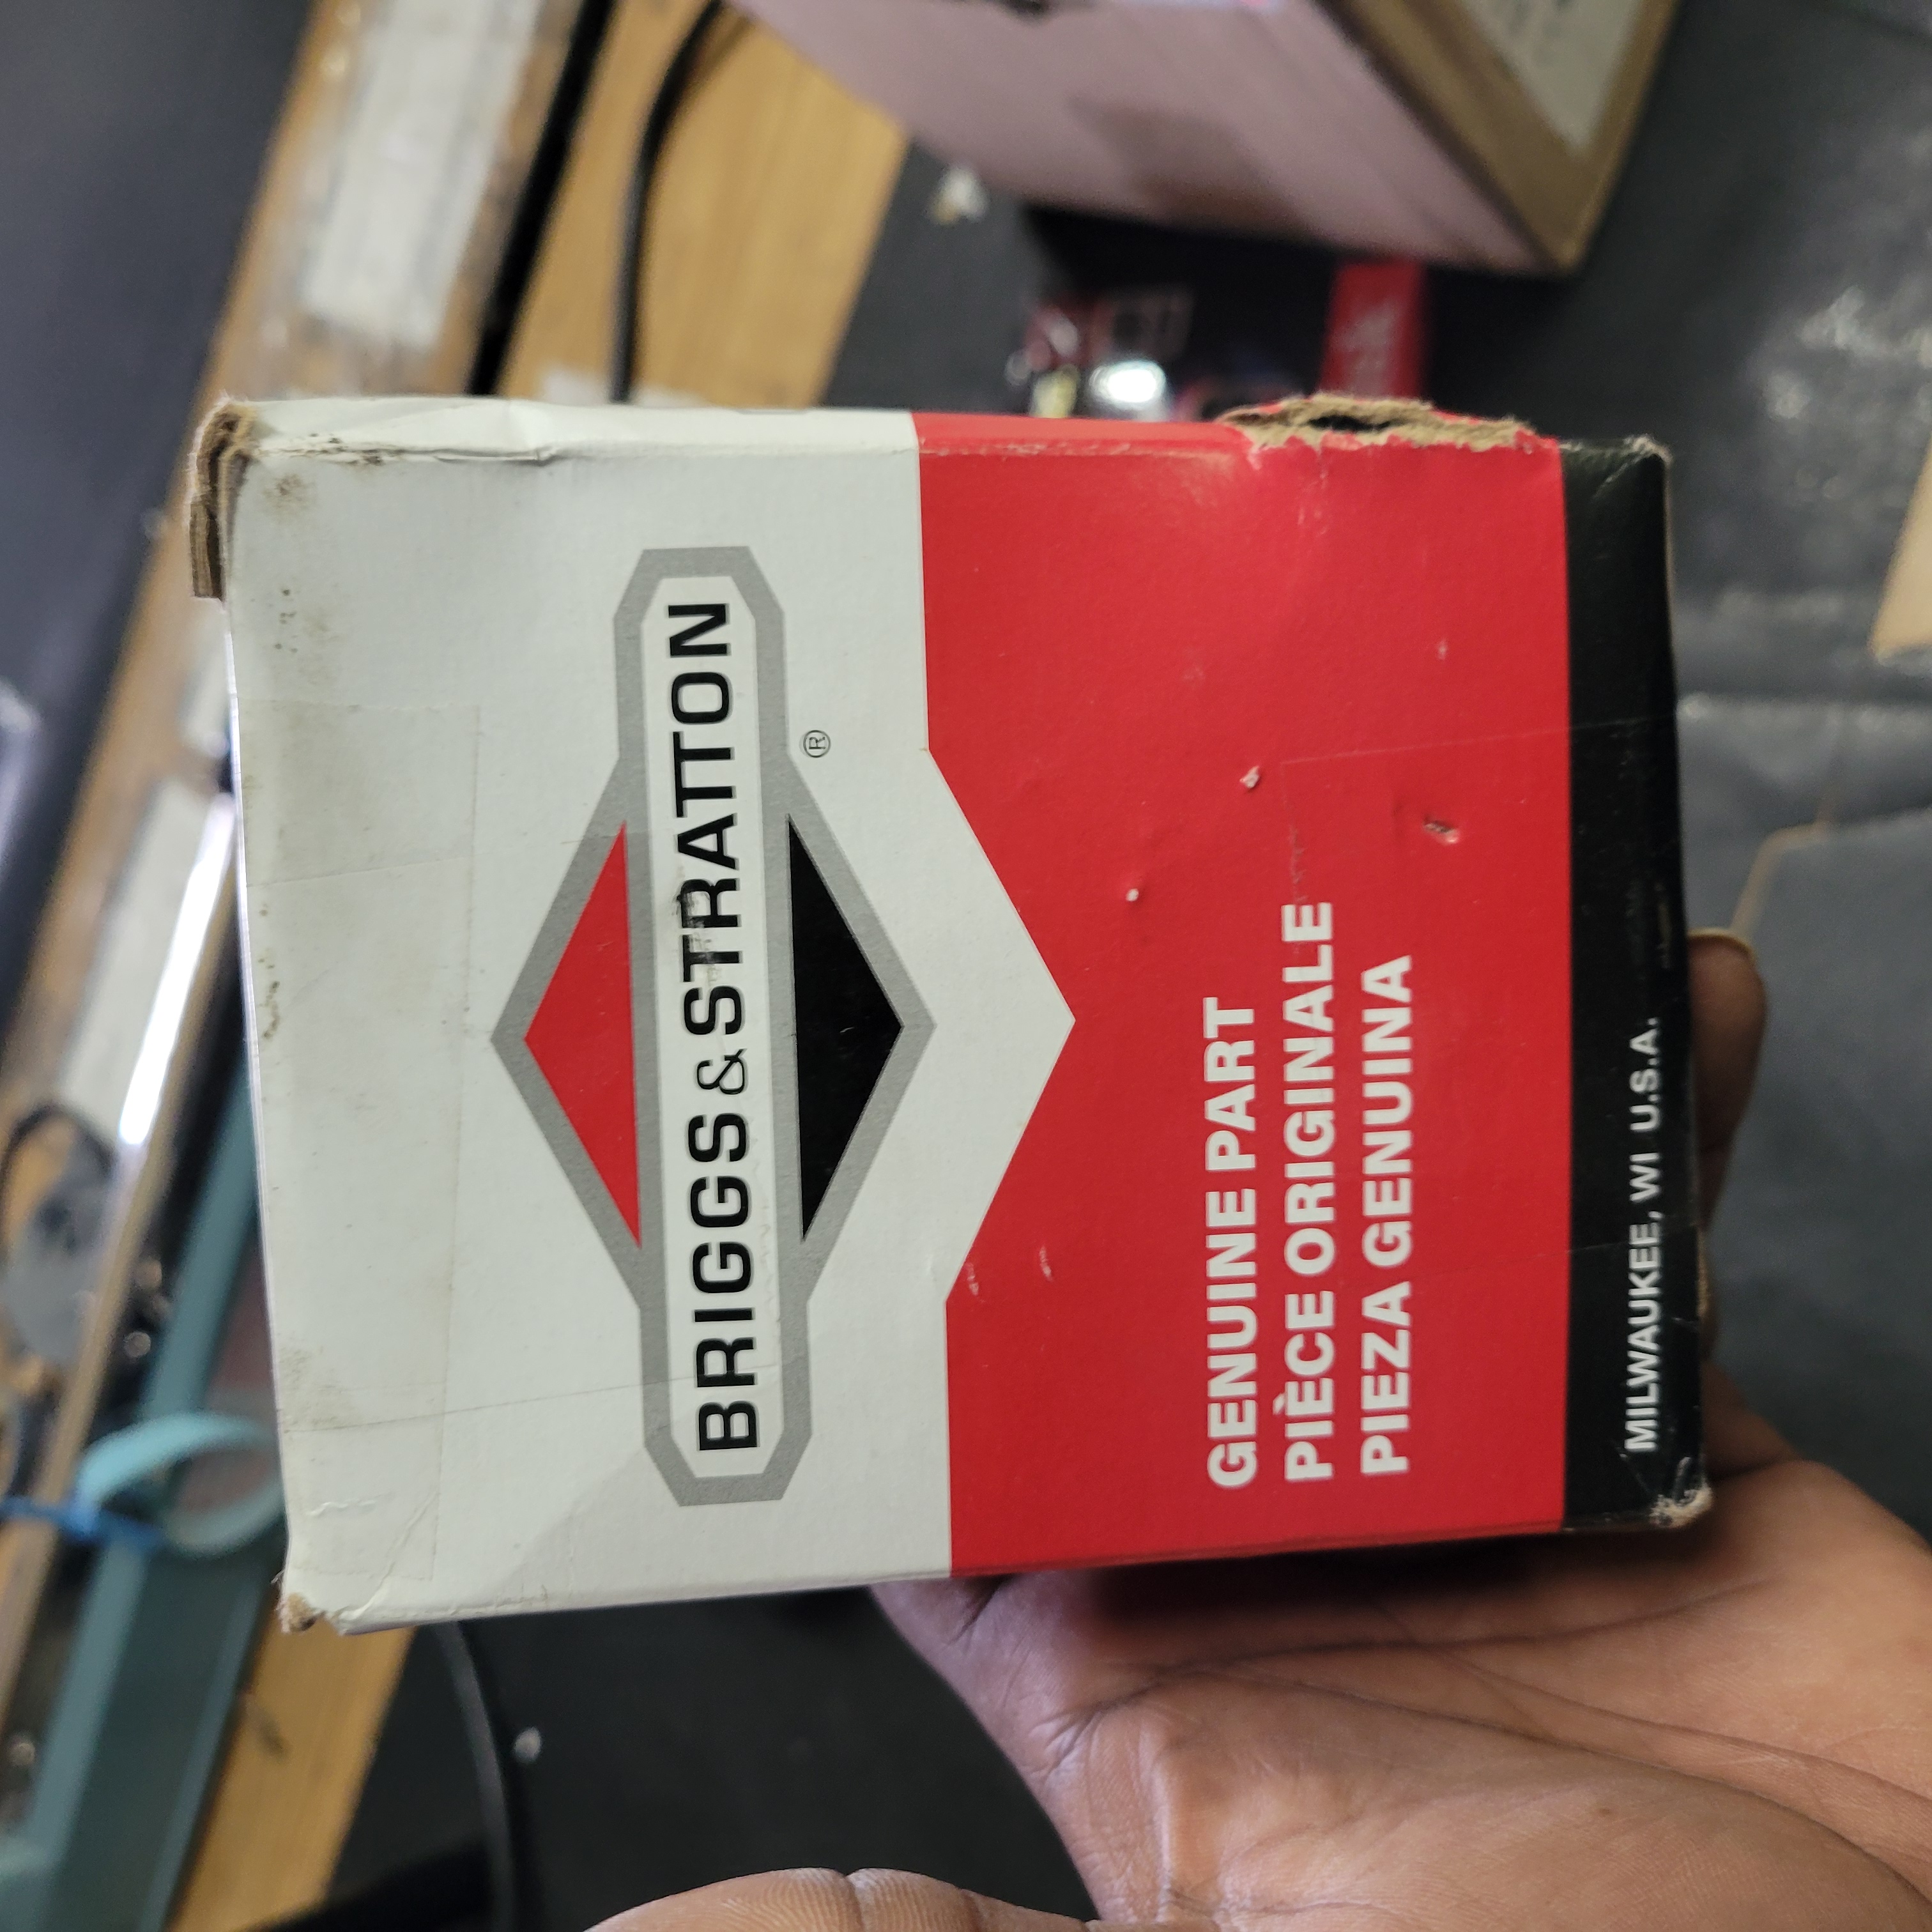 BRIGGS & STRATTON
®
GENUINE PART
PIÈCE ORIGINALE
PIEZA GENUINA
MILWAUKEE, WI U.S.A.